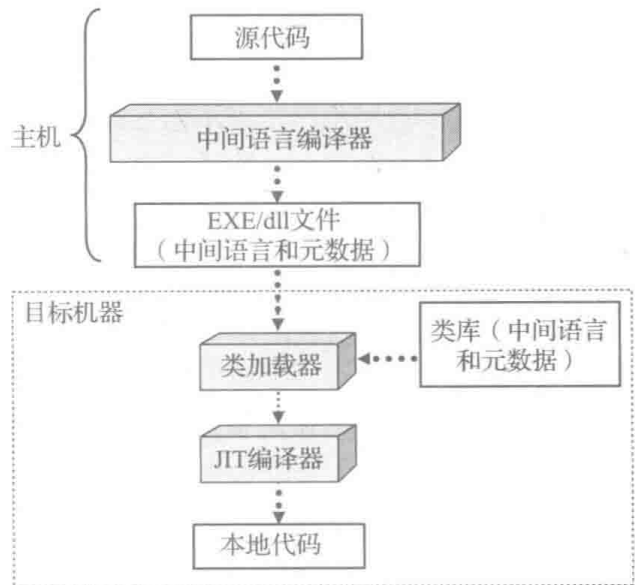 源代码
主机
中间语言编译器
EXE/dll文件
（中间语言和元数据）
目标机器
类库（中间语言
和元数据）
类加载器
JIT编译器
本地代码